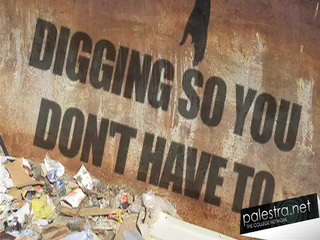 DIGGING SO YOU
DON'T HAVE TO
palestra.net
THE COLLEGE NETWORK.